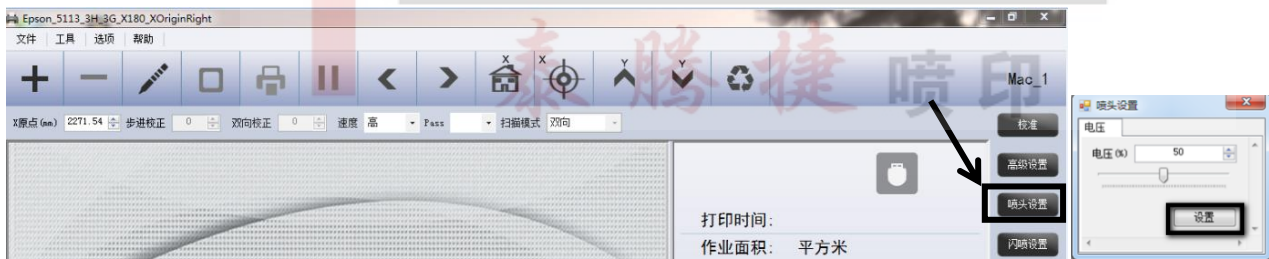 Epson_5113_3H_3G_X180_XOriginRight
文件 工具 选项 帮助
X X Y Y
Mac_1
X原点(mm) 2271.54 步进校正 0 双向校正 0 速度 高 Pass 扫描模式 双向
校准
高级设置
喷头设置
闪喷设置
打印时间:
作业面积: 平方米
喷头设置
电压
电压(%) 50
设置
泰腾捷喷印